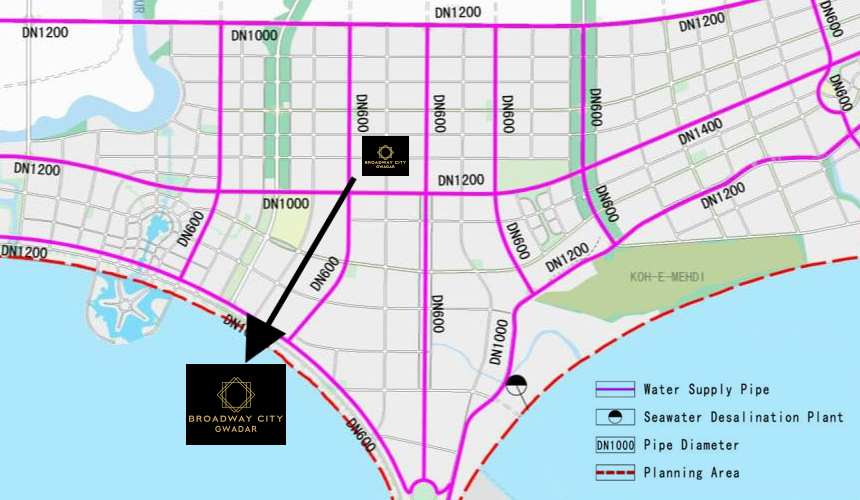 DN1200
DN1200
DN1200
DN1000
DN600
UR
DN600
DN600
DN600
DN600
DN600
DN1400
BROADWAY CITY
GWADAR
DN1200
DN1200
DN1000
DN1200
DN600
DN600
DN600
DN1200
DN1200
DN600
KOH-E-MEHDI
DN600
DN1000
BROADWAY CITY
GWADAR
DN600
Water Supply Pipe
Seawater Desalination Plant
DN1000 Pipe Diameter
Planning Area